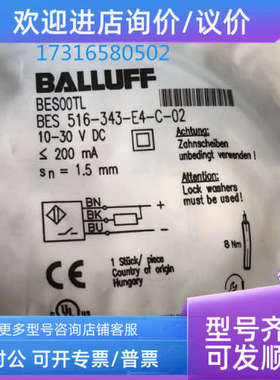 欢迎进店询价/议价
17316580502
BALLUFF
BES00TL
BES 516-343-E4-C-02
10-30 V DC
≤ 200 mA
sn = 1.5 mm
Achtung:
Zahnscheiben
unbedingt verwenden !
Attention:
Lock washers
must be used!
BN
BK
BU
8 Nm
1 Stück/ piece
Country of origin
Hungary
UL
更多型号咨询店铺客服
对公 可开专票/普票
型号齐
可发顺